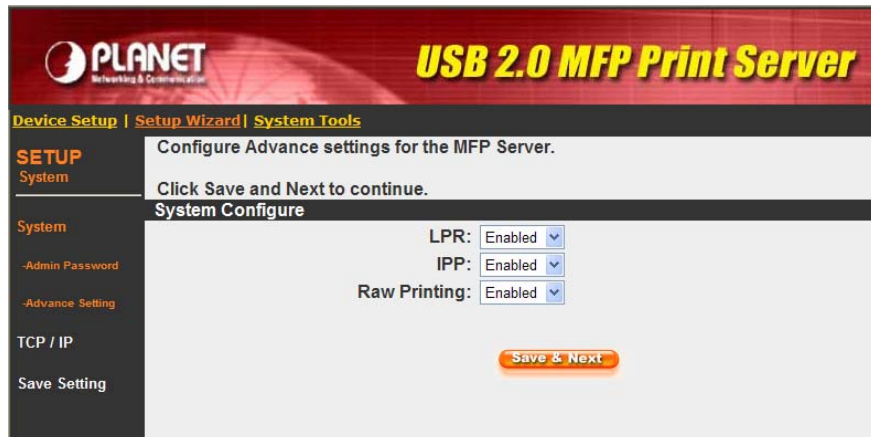 PLANET
Networking & Communication
USB 2.0 MFP Print Server
Device Setup | Setup Wizard | System Tools
SETUP
System
System
-Admin Password
-Advance Setting
TCP / IP
Save Setting
Configure Advance settings for the MFP Server.
Click Save and Next to continue.
System Configure
LPR: Enabled
IPP: Enabled
Raw Printing: Enabled
Save & Next